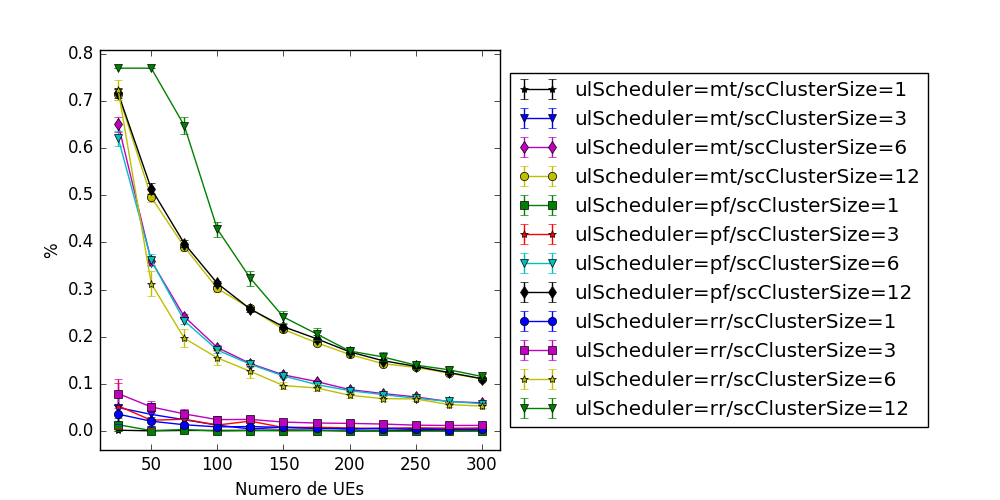 0.8
0.7
0.6
0.5
0.4
0.3
0.2
0.1
0.0
%
50 100 150 200 250 300
Numero de UEs
ulScheduler=mt/scClusterSize=1
ulScheduler=mt/scClusterSize=3
ulScheduler=mt/scClusterSize=6
ulScheduler=mt/scClusterSize=12
ulScheduler=pf/scClusterSize=1
ulScheduler=pf/scClusterSize=3
ulScheduler=pf/scClusterSize=6
ulScheduler=pf/scClusterSize=12
ulScheduler=rr/scClusterSize=1
ulScheduler=rr/scClusterSize=3
ulScheduler=rr/scClusterSize=6
ulScheduler=rr/scClusterSize=12